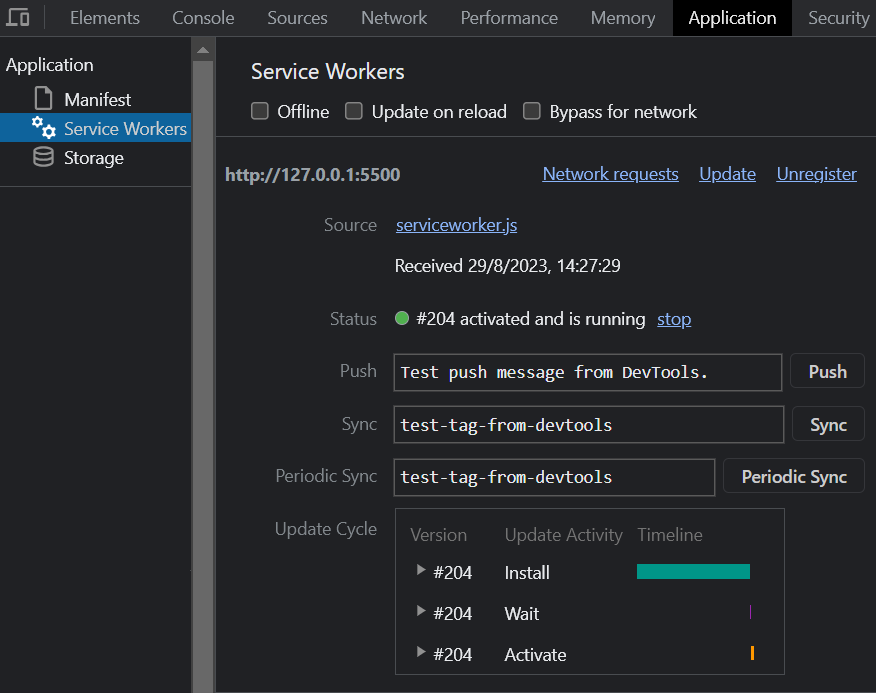 Elements Console Sources Network Performance Memory Application Security
Application
Manifest
Service Workers
Storage
Service Workers
Offline Update on reload Bypass for network
http://127.0.0.1:5500 Network requests Update Unregister
Source serviceworker.js
Received 29/8/2023, 14:27:29
Status #204 activated and is running stop
Push Test push message from DevTools. Push
Sync test-tag-from-devtools Sync
Periodic Sync test-tag-from-devtools Periodic Sync
Update Cycle Version Update Activity Timeline
#204 Install
#204 Wait
#204 Activate